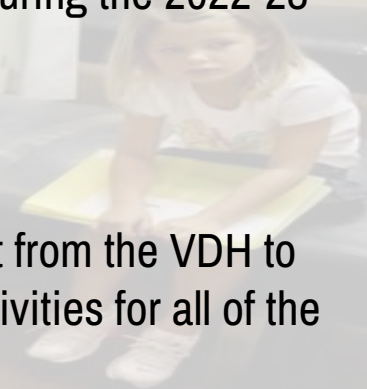 uring the 2022-23
t from the VDH to
ivities for all of the